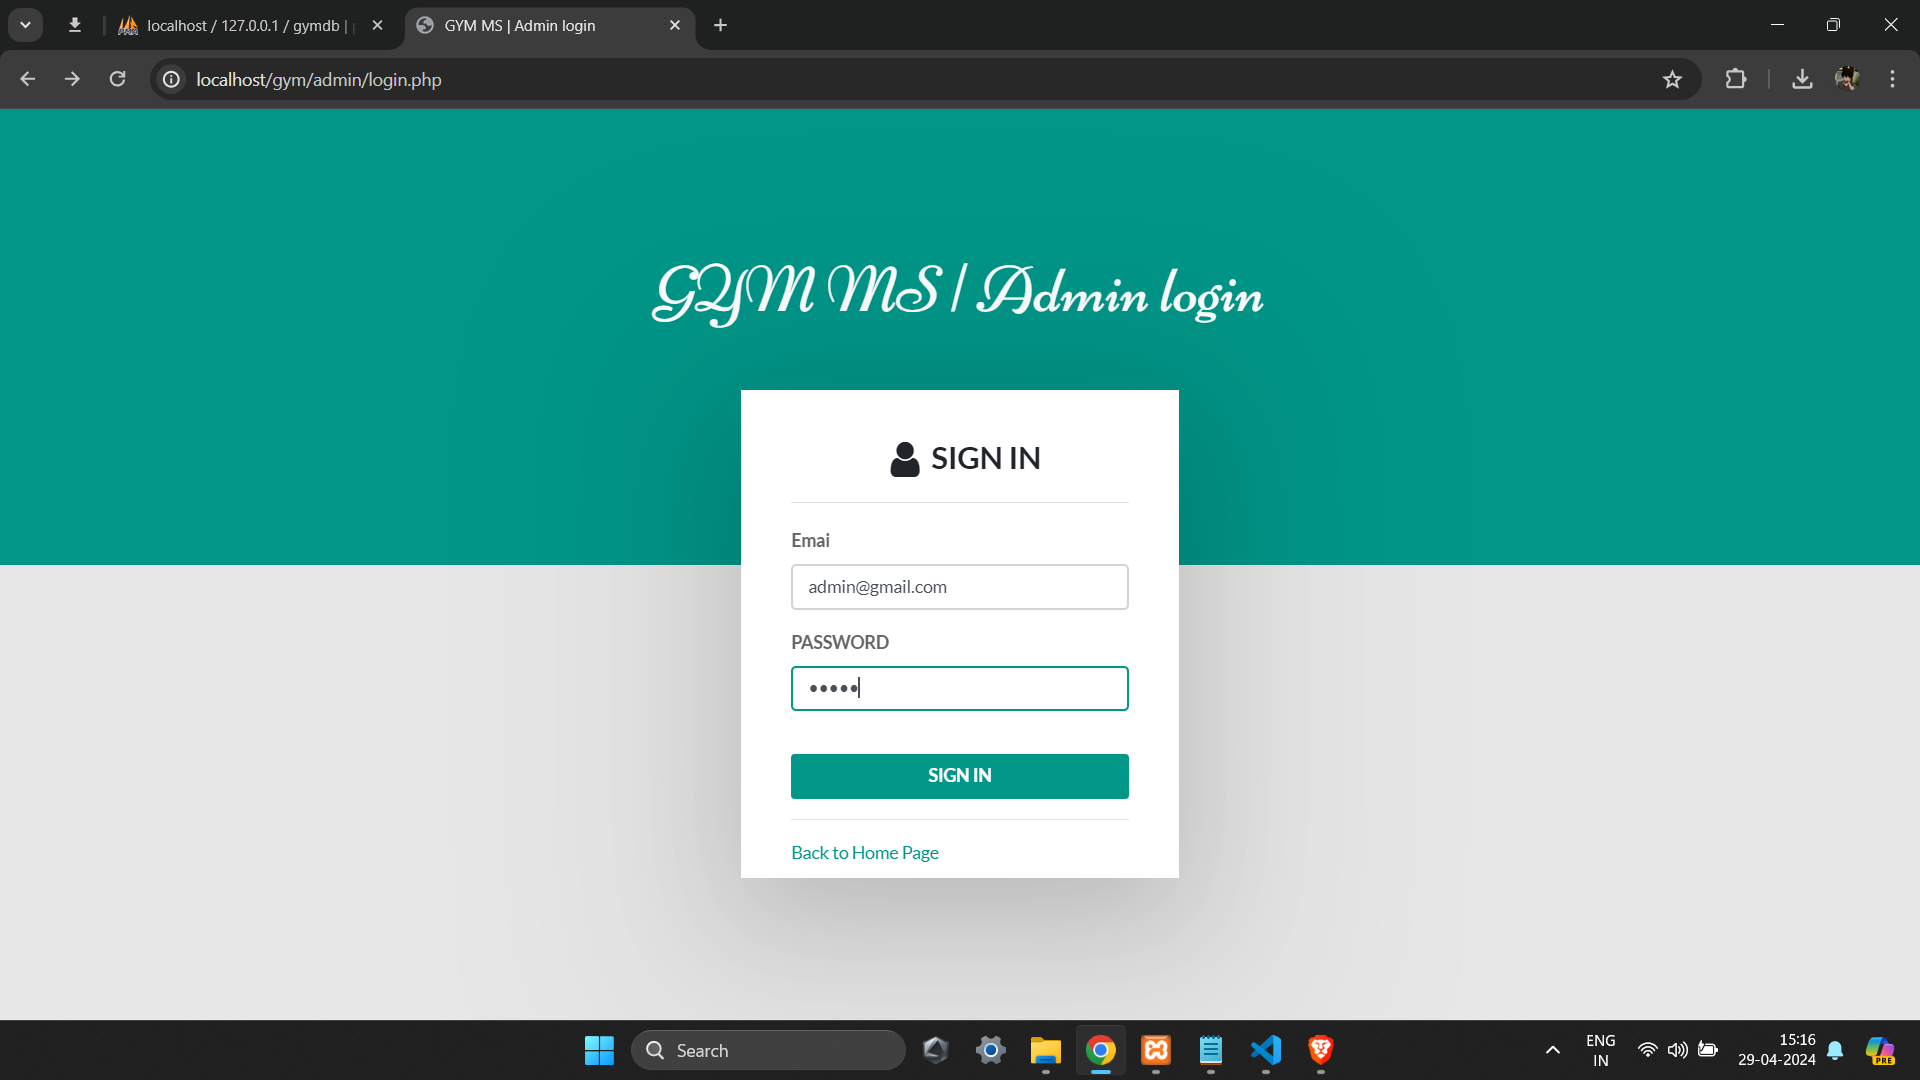 localhost / 127.0.0.1 / gymdb |
GYM MS | Admin login
localhost/gym/admin/login.php
GYM MS | Admin login
SIGN IN
Emai
admin@gmail.com
PASSWORD
•••••
SIGN IN
Back to Home Page
Search
ENG
IN
15:16
29-04-2024
PRE